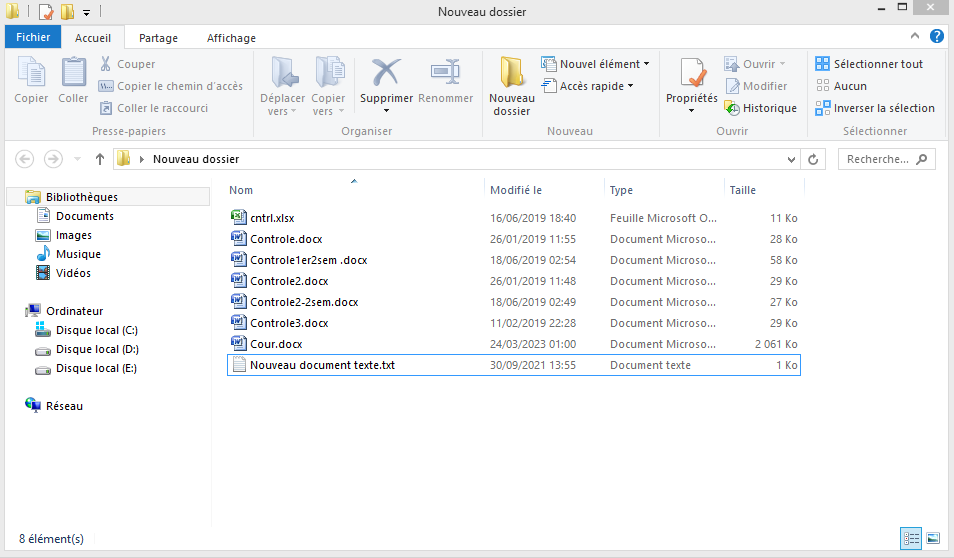 Nouveau dossier
Fichier Accueil Partage Affichage
Copier
Coller
Couper
Copier le chemin d'accès
Coller le raccourci
Presse-papiers
Déplacer vers
Copier vers
Supprimer
Renommer
Organiser
Nouveau dossier
Nouvel élément
Accès rapide
Nouveau
Propriétés
Ouvrir
Modifier
Historique
Ouvrir
Sélectionner tout
Aucun
Inverser la sélection
Sélectionner
Nouveau dossier
Recherche...
Bibliothèques
Documents
Images
Musique
Vidéos
Ordinateur
Disque local (C:)
Disque local (D:)
Disque local (E:)
Réseau
Nom Modifié le Type Taille
cntrl.xlsx 16/06/2019 18:40 Feuille Microsoft O... 11 Ko
Controle.docx 26/01/2019 11:55 Document Microso... 28 Ko
Controle1er2sem .docx 18/06/2019 02:54 Document Microso... 58 Ko
Controle2.docx 26/01/2019 11:48 Document Microso... 29 Ko
Controle2-2sem.docx 18/06/2019 02:49 Document Microso... 27 Ko
Controle3.docx 11/02/2019 22:28 Document Microso... 29 Ko
Cour.docx 24/03/2023 01:00 Document Microso... 2 061 Ko
Nouveau document texte.txt 30/09/2021 13:55 Document texte 1 Ko
8 élément(s)